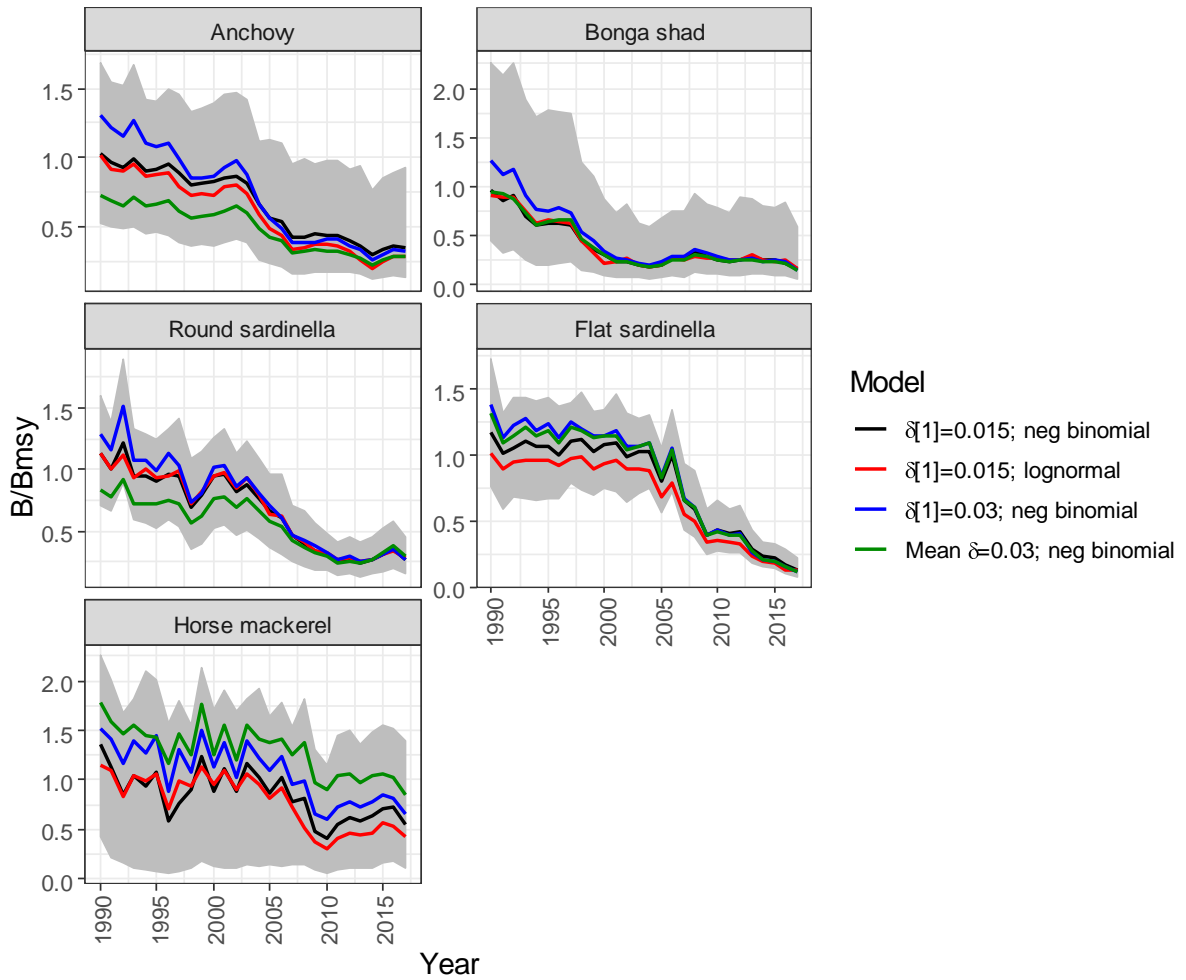 Anchovy
Bonga shad
1.5
1.0
0.5
2.0
1.5
1.0
0.5
0.0
Round sardinella
Flat sardinella
1.5
1.0
0.5
1.5
1.0
0.5
0.0
1990
1995
2000
2005
2010
2015
Horse mackerel
2.0
1.5
1.0
0.5
0.0
1990
1995
2000
2005
2010
2015
B/Bmsy
Year
Model
δ[1]=0.015; neg binomial
δ[1]=0.015; lognormal
δ[1]=0.03; neg binomial
Mean δ=0.03; neg binomial